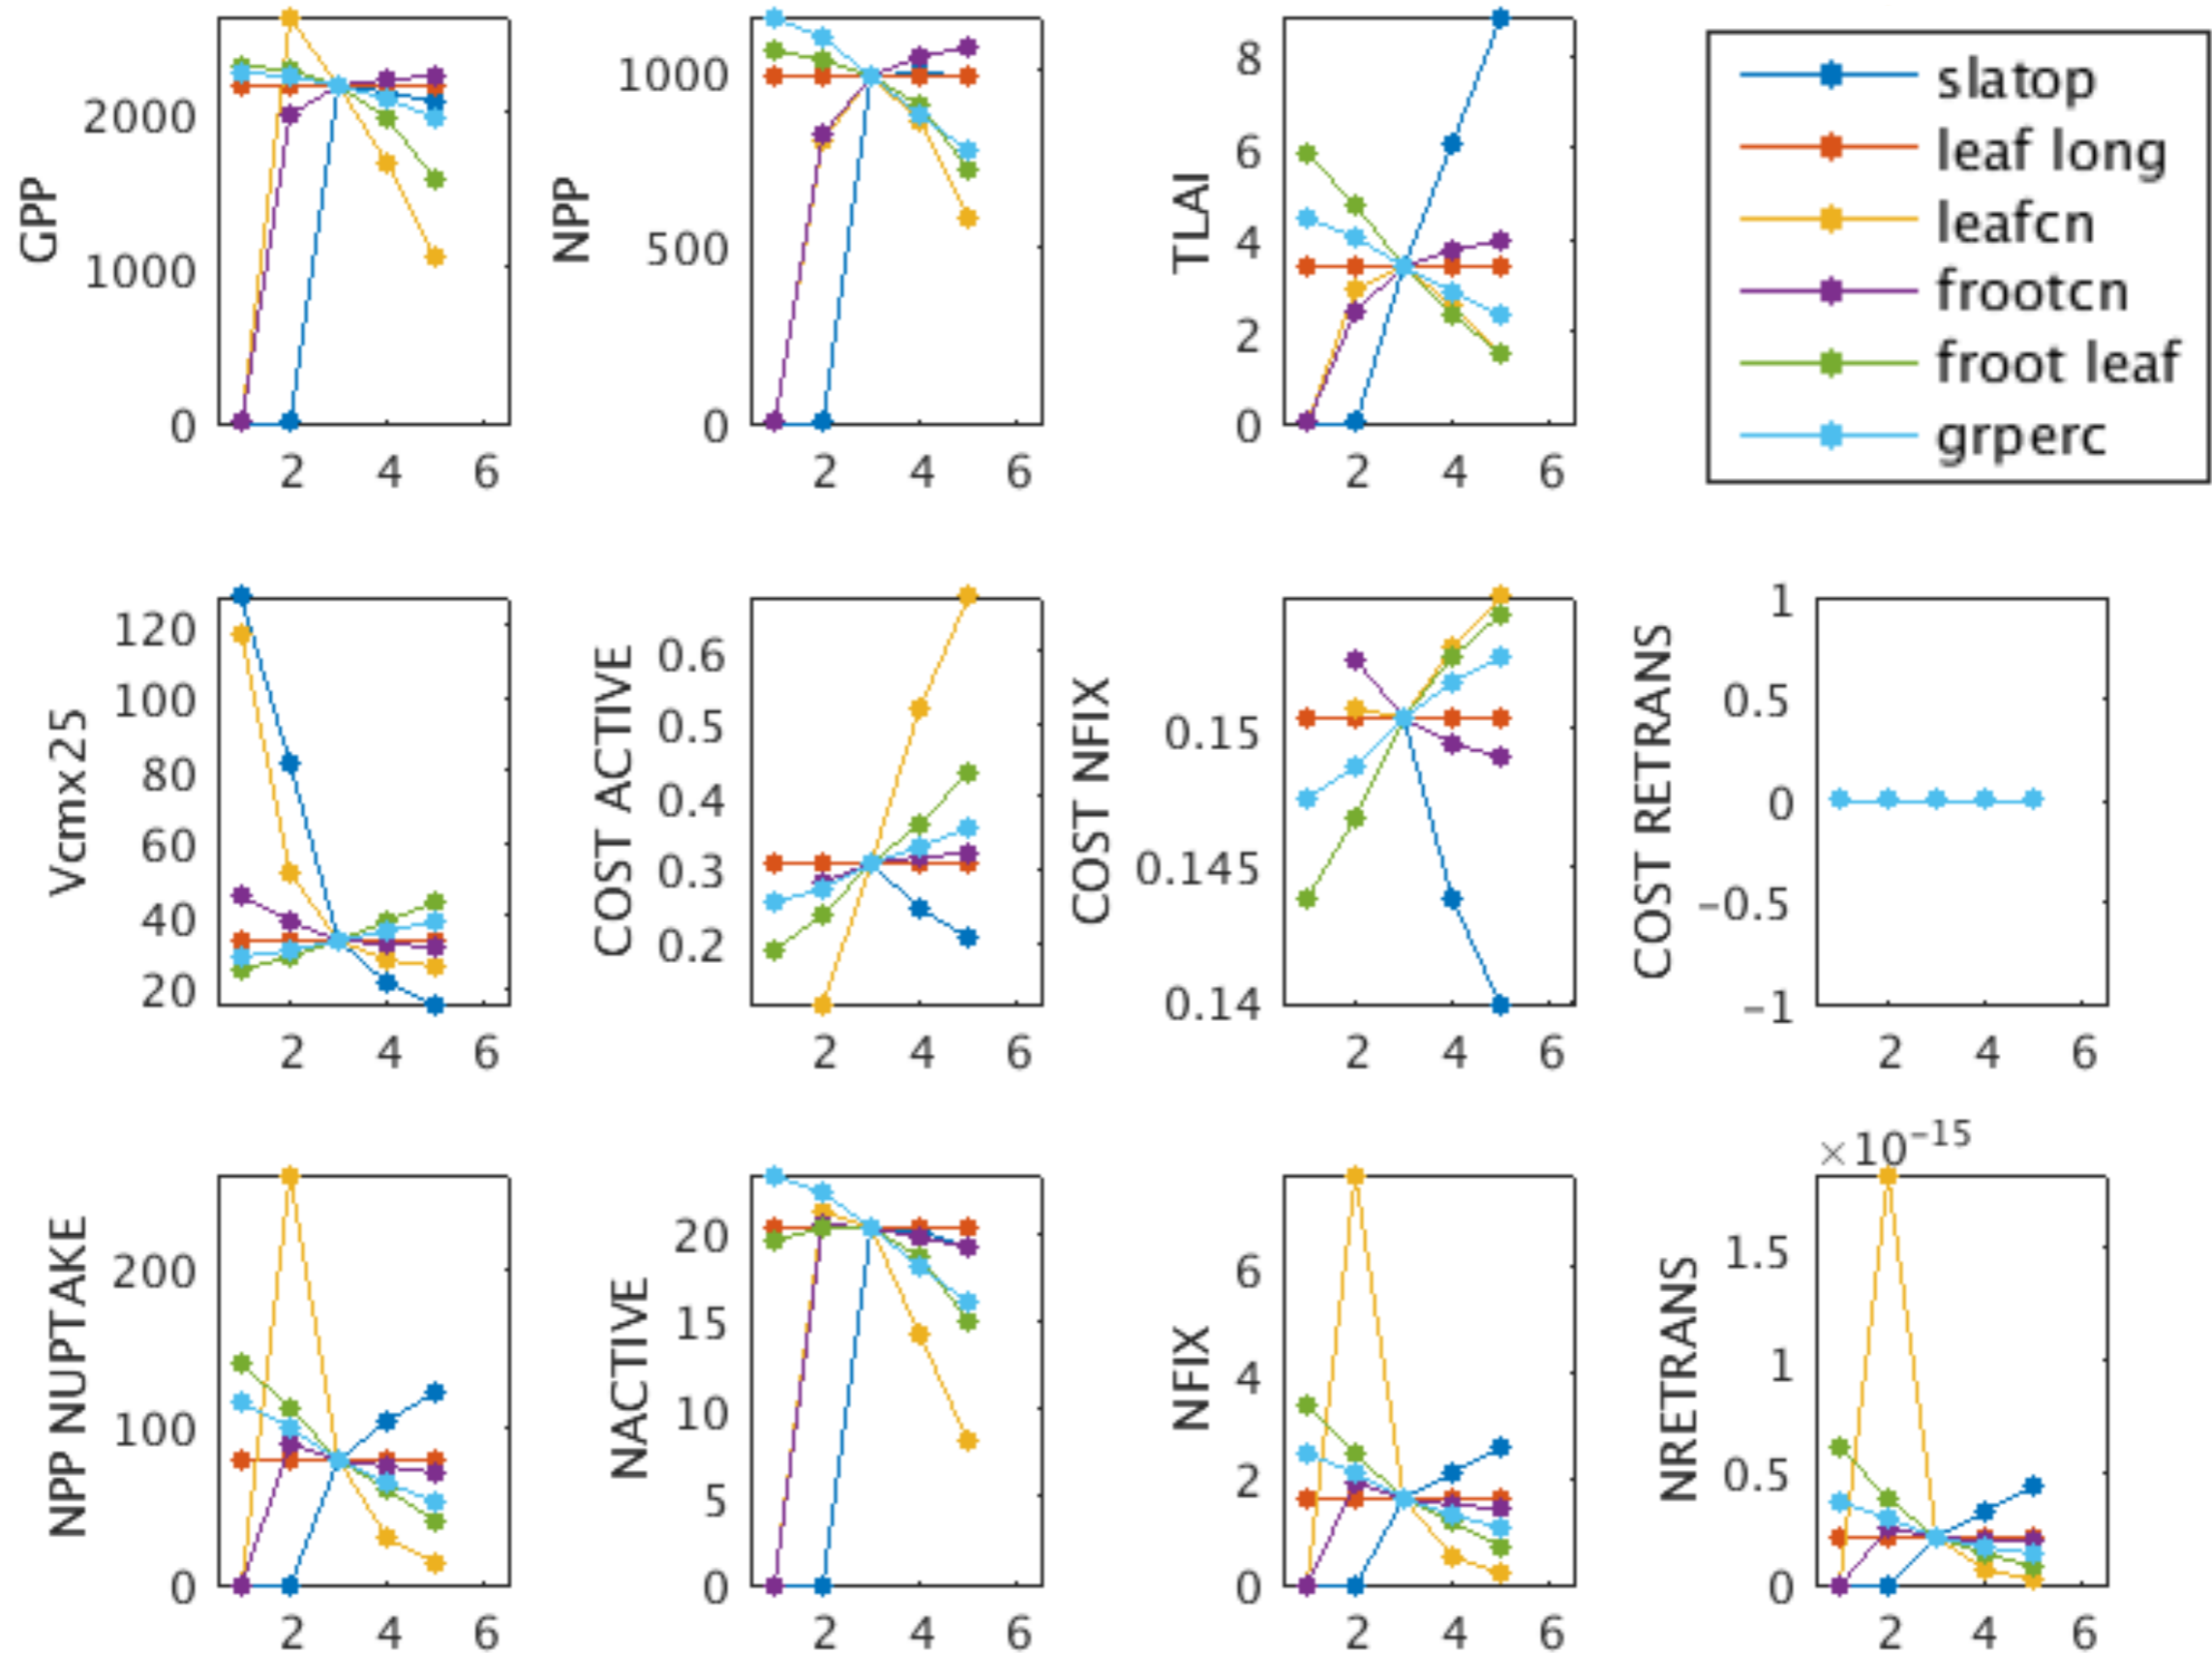 GPP
2000
1000
0
2 4 6
NPP
1000
500
0
2 4 6
TLAI
8
6
4
2
0
2 4 6
slatop
leaf long
leafcn
frootcn
froot leaf
grperc
Vcmx25
120
100
80
60
40
20
2 4 6
COST ACTIVE
0.6
0.5
0.4
0.3
0.2
2 4 6
COST NFIX
0.15
0.145
0.14
2 4 6
COST RETRANS
1
0.5
0
-0.5
-1
2 4 6
NPP NUPTAKE
200
100
0
2 4 6
NACTIVE
20
15
10
5
0
2 4 6
NFIX
6
4
2
0
2 4 6
NRETRANS
×10⁻¹⁵
1.5
1
0.5
0
2 4 6